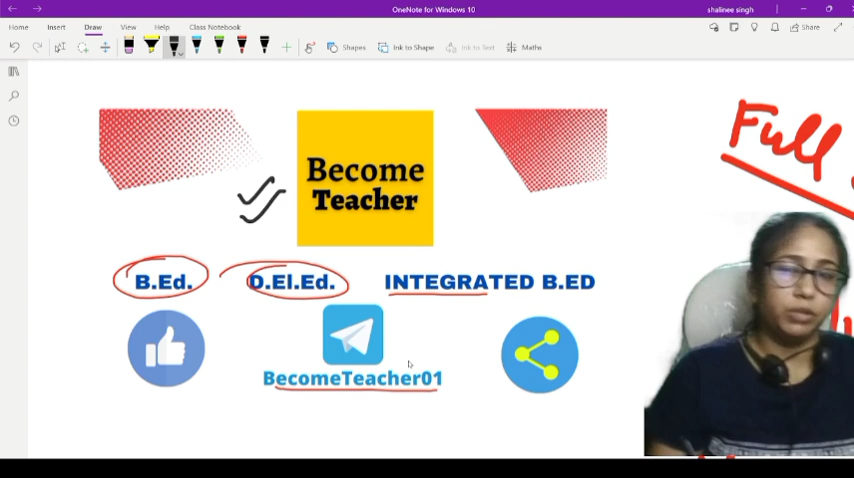 OneNote for Windows 10
shalinee singh
Home Insert Draw View Help Class Notebook
Share
Shapes Ink to Shape Ink to Text Maths
Full
Become
Teacher
B.Ed. D.El.Ed. INTEGRATED B.ED
BecomeTeacher01